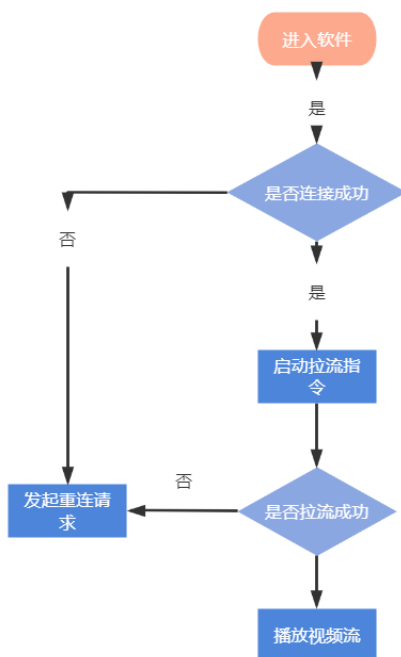 进入软件
是
是否连接成功
否
是
启动拉流指
令
否
发起重连请
求
是否拉流成功
播放视频流